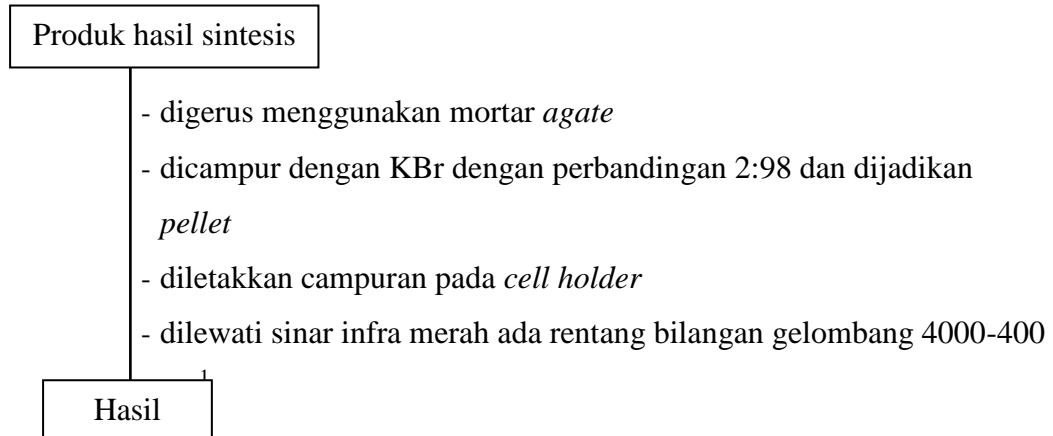 Produk hasil sintesis
- digerus menggunakan mortar agate
- dicampur dengan KBr dengan perbandingan 2:98 dan dijadikan
pellet
- diletakkan campuran pada cell holder
- dilewati sinar infra merah ada rentang bilangan gelombang 4000-400
1
Hasil